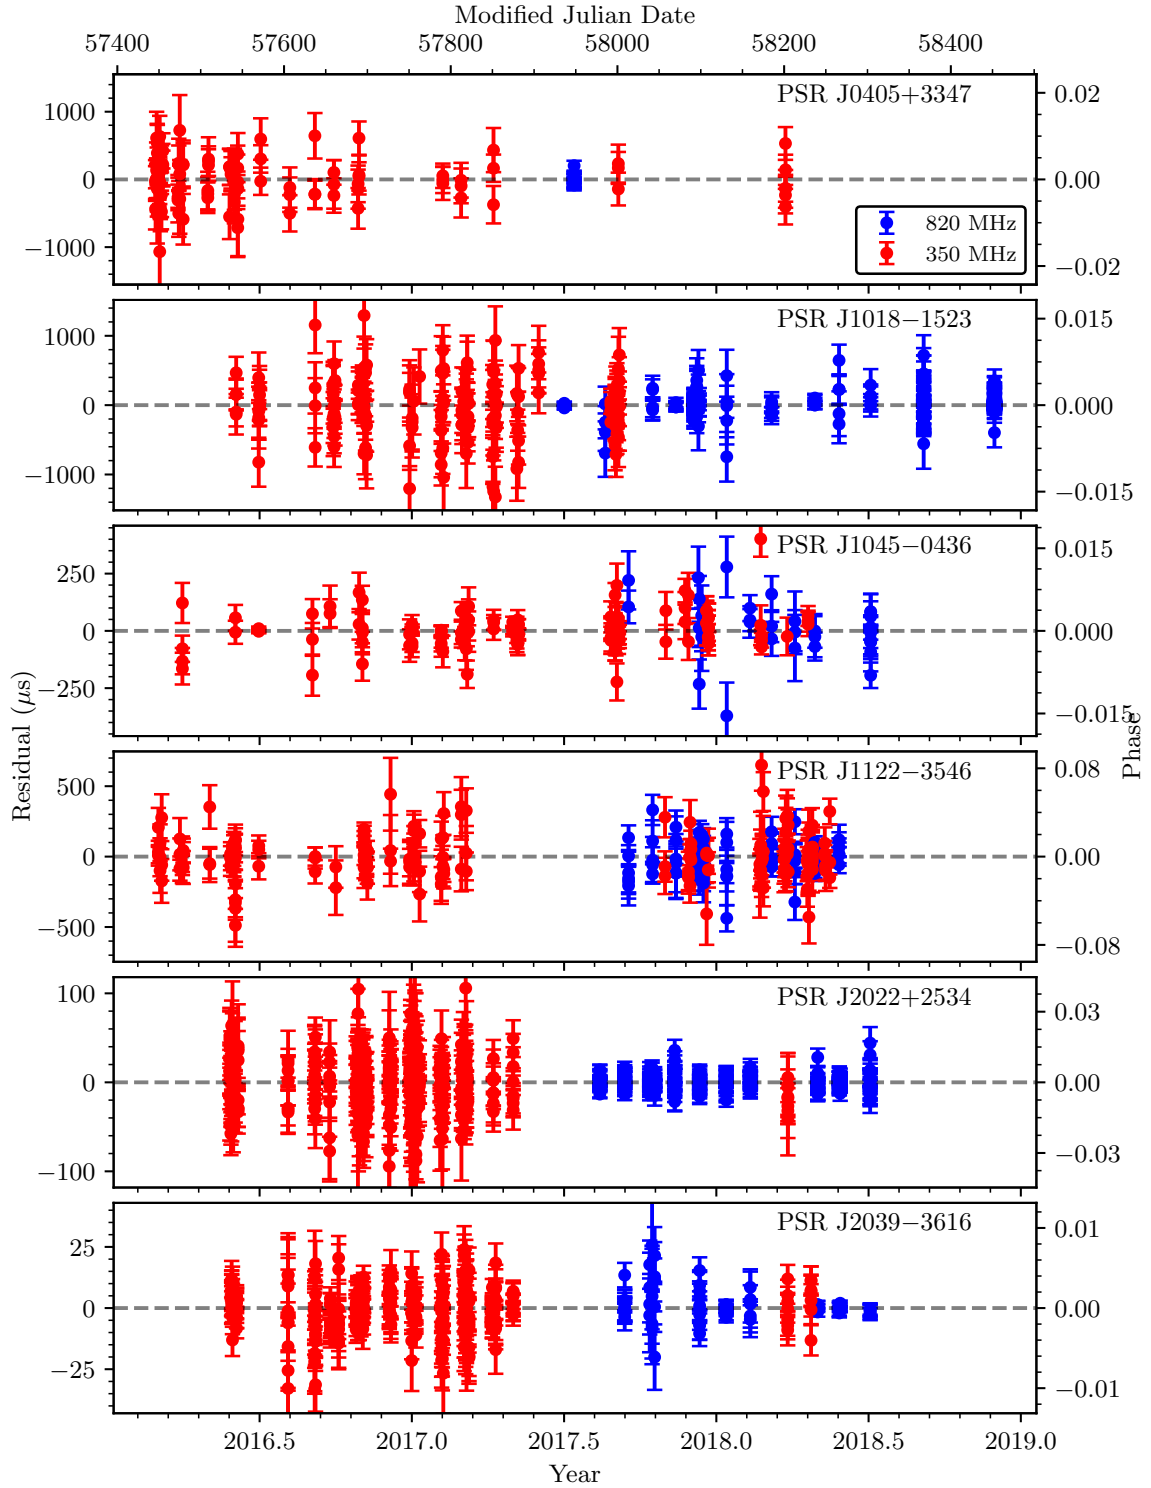 Modified Julian Date
57400 57600 57800 58000 58200 58400
PSR J0405+3347
1000
0
−1000
0.02
0.00
−0.02
820 MHz
350 MHz
PSR J1018−1523
1000
0
−1000
0.015
0.000
−0.015
PSR J1045−0436
250
0
−250
0.015
0.000
−0.015
Residual (μs)
Phase
PSR J1122−3546
500
0
−500
0.08
0.00
−0.08
PSR J2022+2534
100
0
−100
0.03
0.00
−0.03
PSR J2039−3616
25
0
−25
0.01
0.00
−0.01
2016.5 2017.0 2017.5 2018.0 2018.5 2019.0
Year